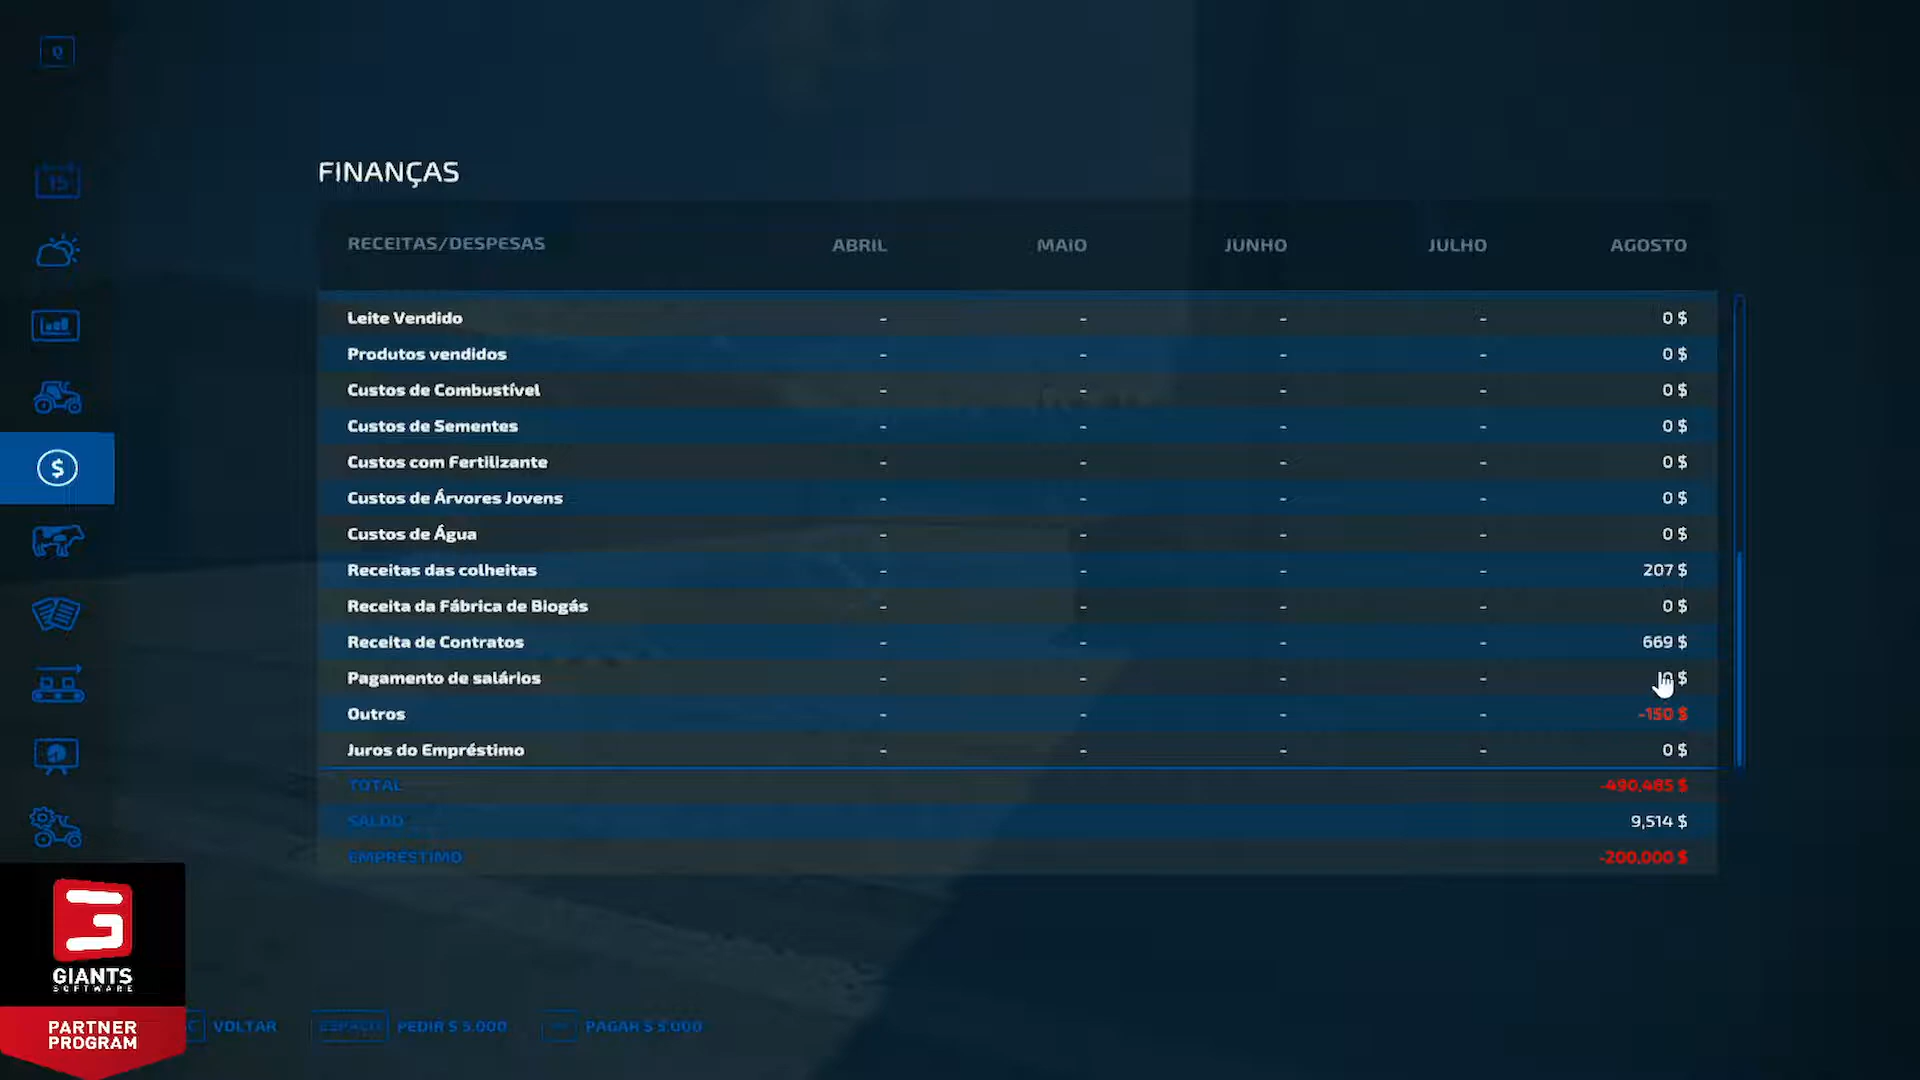 Q
15
FINANÇAS
RECEITAS/DESPESAS ABRIL MAIO JUNHO JULHO AGOSTO
Leite Vendido - - - - 0 $
Produtos vendidos - - - - 0 $
Custos de Combustível - - - - 0 $
Custos de Sementes - - - - 0 $
Custos com Fertilizante - - - - 0 $
Custos de Árvores Jovens - - - - 0 $
Custos de Água - - - - 0 $
Receitas das colheitas - - - - 207 $
Receita da Fábrica de Biogás - - - - 0 $
Receita de Contratos - - - - 669 $
Pagamento de salários - - - - $
Outros - - - - -150 $
Juros do Empréstimo - - - - 0 $
TOTAL -490,485 $
SALDO 9,514 $
EMPRÉSTIMO -200,000 $
GIANTS
SOFTWARE
PARTNER
PROGRAM
VOLTAR ESPAÇO PEDIR $ 5.000 PAGAR $ 5.000